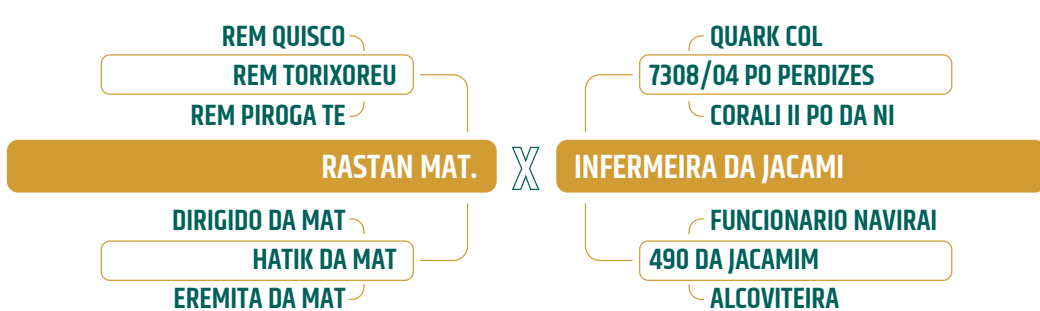 REM QUISCO
REM TORIXOREU
REM PIROGA TE
RASTAN MAT.
DIRIGIDO DA MAT
HATIK DA MAT
EREMITA DA MAT
X
QUARK COL
7308/04 PO PERDIZES
CORALI II PO DA NI
INFERMEIRA DA JACAMI
FUNCIONARIO NAVIRAI
490 DA JACAMIM
ALCOVITEIRA